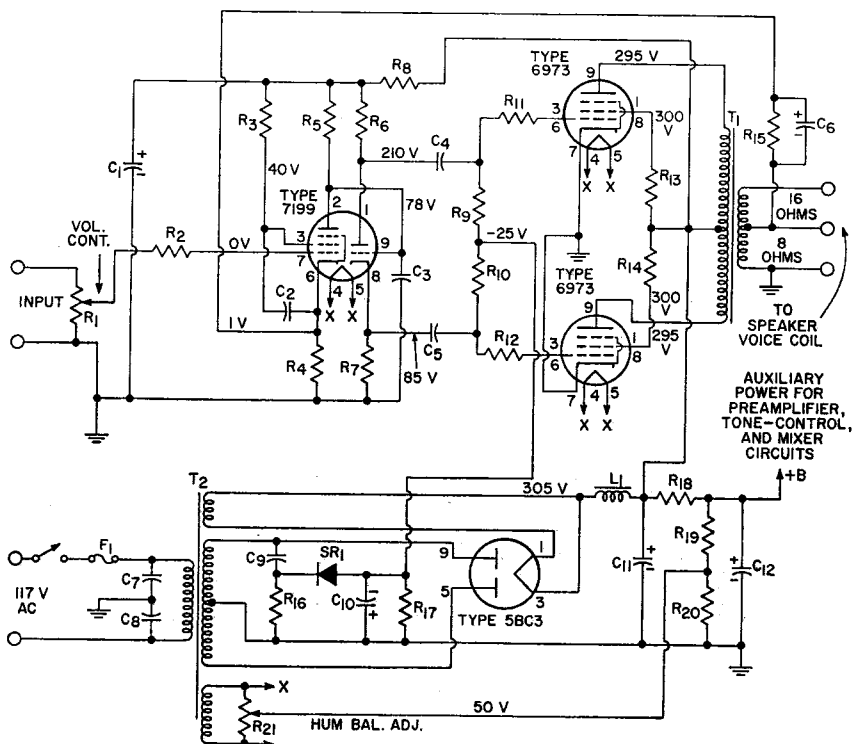 TYPE
6973
9
295 V
R8
T1
R3
R5
R6
R11
3
6
1
8
300
V
R15
+
-
C6
C4
7
4
5
X
X
+
-
C1
40 V
210 V
R13
TYPE
7199
2
1
78 V
R9
16
OHMS
VOL.
CONT.
R2
0V
3
7
9
-25 V
8
OHMS
6
4
5
8
C3
R10
R14
TYPE
6973
9
300
V
295
V
INPUT
R1
C2
X
X
C5
R12
3
6
1
8
TO
SPEAKER
VOICE COIL
1 V
R4
R7
85 V
7
4
5
X
X
AUXILIARY
POWER FOR
PREAMPLIFIER,
TONE-CONTROL,
AND MIXER
CIRCUITS
+B
T2
305 V
L1
R18
F1
C9
SR1
9
1
R19
C7
C11
+
-
+
-
C12
117 V
AC
C8
R16
C10
-
+
R17
5
3
TYPE 5BC3
R20
X
50 V
R21
HUM BAL. ADJ.